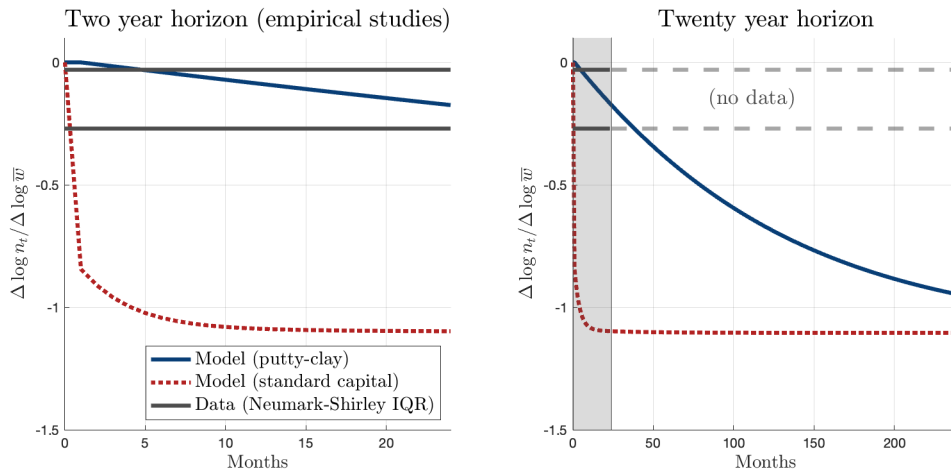 Two year horizon (empirical studies)
0
-0.5
-1
-1.5
Δ log n_t / Δ log w̅
0
5
10
15
20
Months
Model (putty-clay)
Model (standard capital)
Data (Neumark-Shirley IQR)
Twenty year horizon
0
-0.5
-1
-1.5
Δ log n_t / Δ log w̅
(no data)
0
50
100
150
200
Months